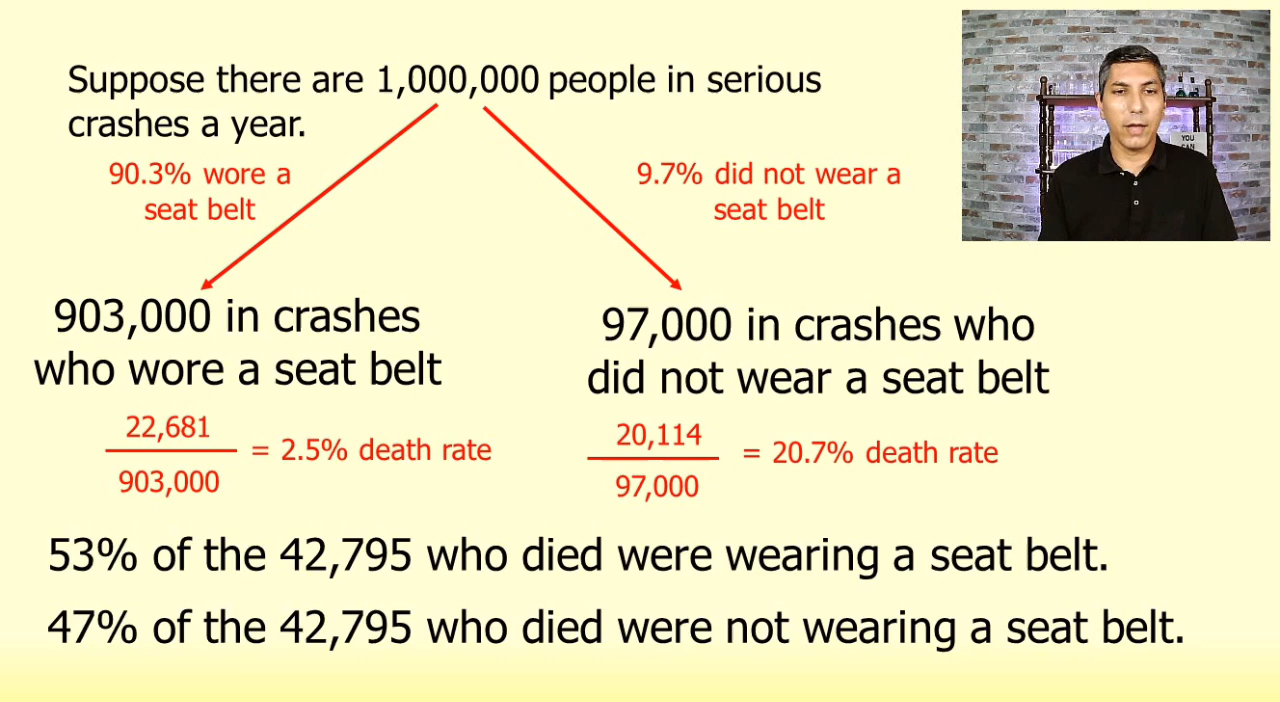 Suppose there are 1,000,000 people in serious
crashes a year.
90.3% wore a
seat belt
9.7% did not wear a
seat belt
903,000 in crashes
who wore a seat belt
97,000 in crashes who
did not wear a seat belt
22,681
903,000
= 2.5% death rate
20,114
97,000
= 20.7% death rate
53% of the 42,795 who died were wearing a seat belt.
47% of the 42,795 who died were not wearing a seat belt.
YOU
CAN